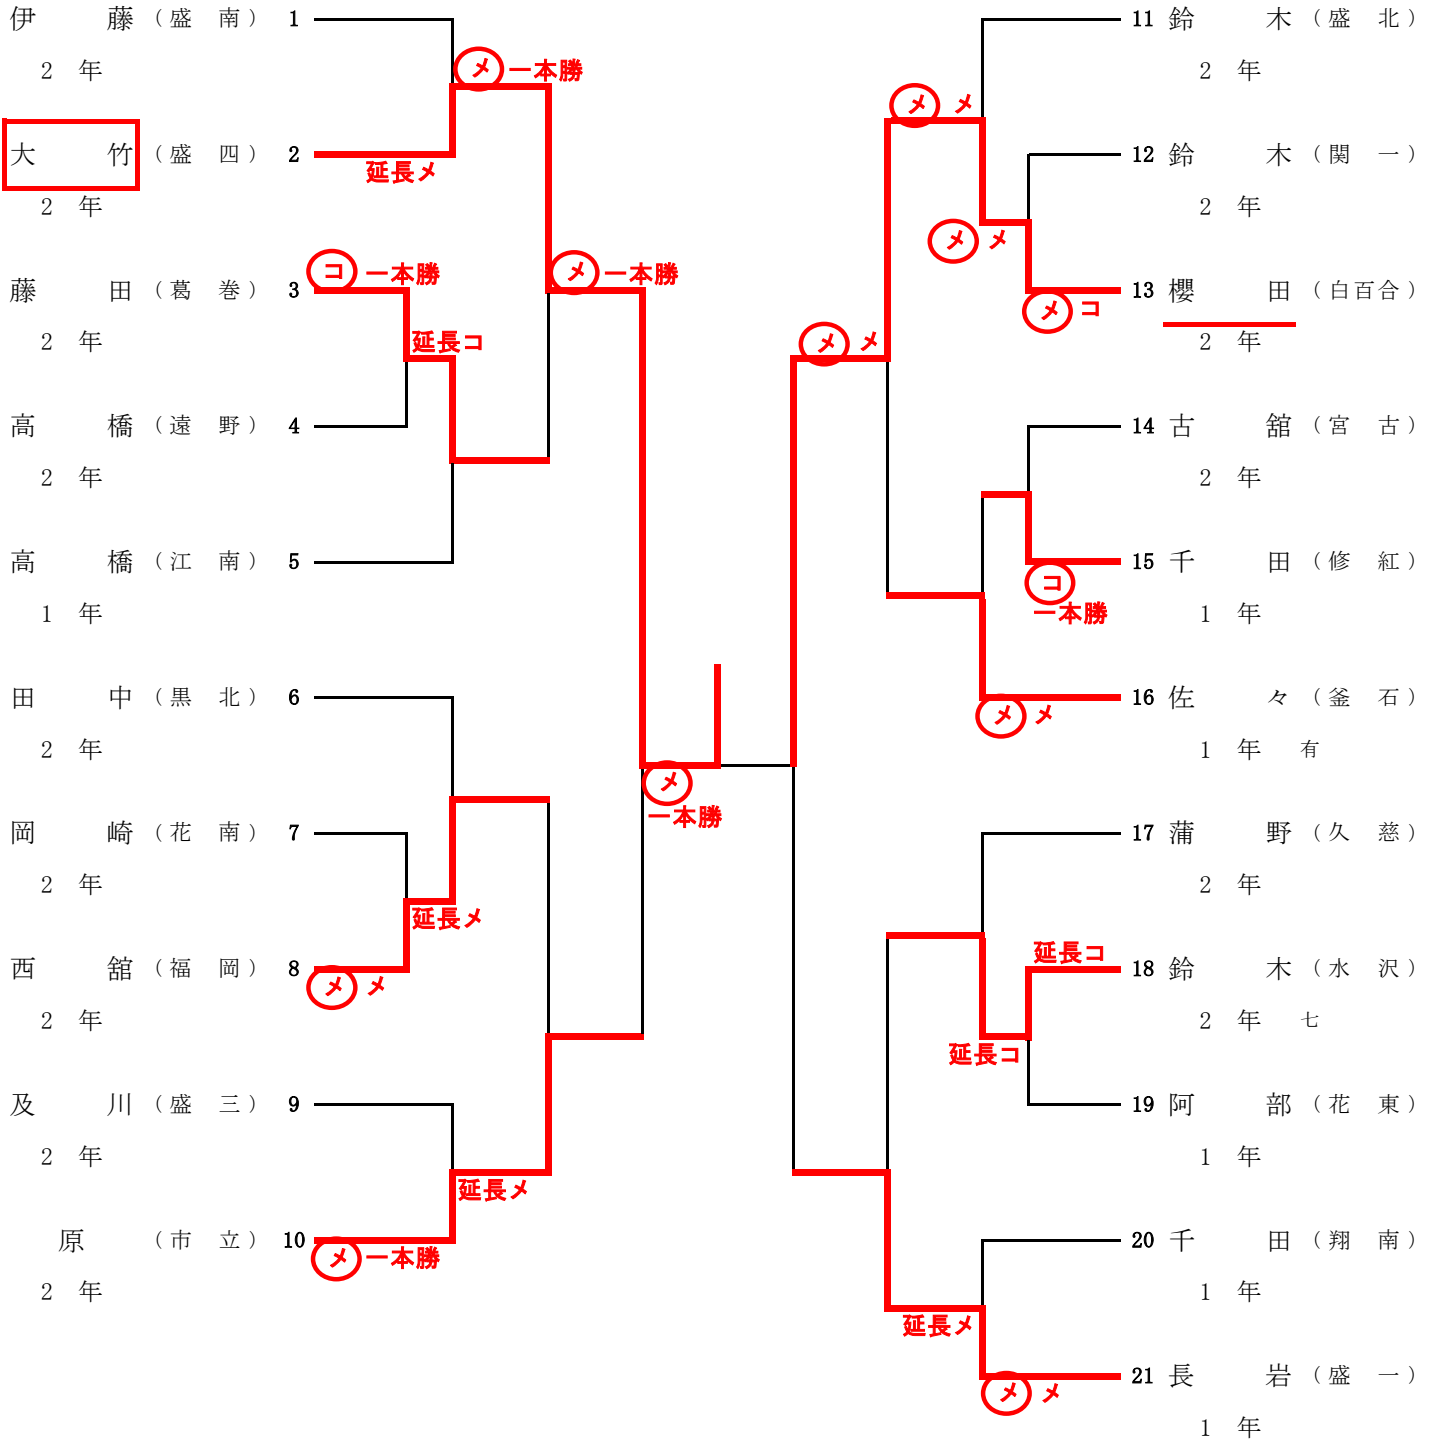 伊藤（盛南）1
2年
メ 一本勝
大竹（盛四）2
延長メ
2年
藤田（葛巻）3
コ 一本勝
メ 一本勝
2年
延長コ
高橋（遠野）4
2年
高橋（江南）5
1年
田中（黒北）6
2年
メ
一本勝
岡崎（花南）7
2年
延長メ
西舘（福岡）8
メ メ
2年
及川（盛三）9
2年
延長メ
原（市立）10
メ 一本勝
2年
11 鈴木（盛北）
2年
メ メ
12 鈴木（関一）
2年
メ メ
13 櫻田（白百合）
メ コ
2年
メ メ
14 古舘（宮古）
2年
15 千田（修紅）
コ
一本勝
1年
16 佐々（釜石）
メ メ
1年 有
17 蒲野（久慈）
2年
延長コ
18 鈴木（水沢）
2年 七
延長コ
19 阿部（花東）
1年
20 千田（翔南）
1年
延長メ
21 長岩（盛一）
メ メ
1年